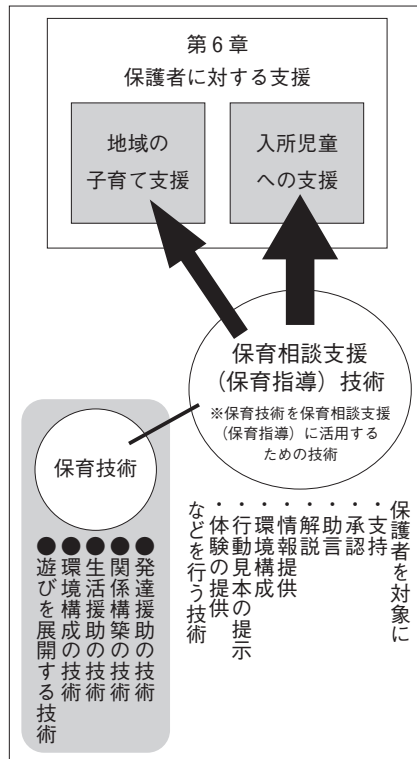 第6章
保護者に対する支援
地域の
子育て支援
入所児童
への支援
保育相談支援
(保育指導)技術
※保育技術を保育相談支援
(保育指導)に活用する
ための技術
保育技術
●発達援助の技術
●関係構築の技術
●生活援助の技術
●環境構成の技術
●遊びを展開する技術
保護者を対象に
・支持
・承認
・助言
・解説
・情報提供
・環境構成
・行動見本の提示
・体験の提供
などを行う技術